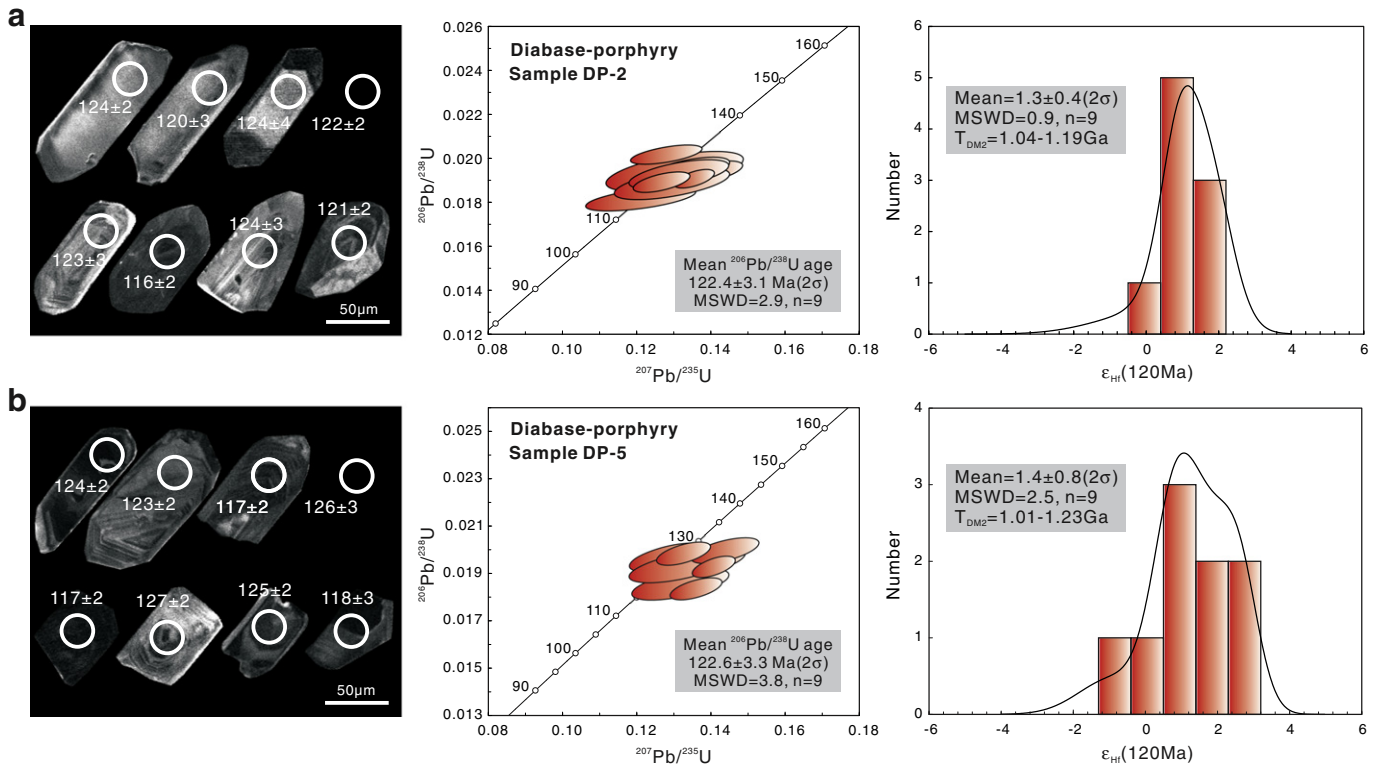 a
124±2
120±3
124±4
122±2
123±3
116±2
124±3
121±2
50µm
0.026
0.024
0.022
0.020
0.018
0.016
0.014
0.012
²⁰⁶Pb/²³⁸U
Diabase-porphyry
Sample DP-2
160
150
140
110
100
90
Mean ²⁰⁶Pb/²³⁸U age
122.4±3.1 Ma(2σ)
MSWD=2.9, n=9
0.08 0.10 0.12 0.14 0.16 0.18
²⁰⁷Pb/²³⁵U
6
5
4
3
2
1
0
Number
Mean=1.3±0.4(2σ)
MSWD=0.9, n=9
T_DM2=1.04-1.19Ga
-6 -4 -2 0 2 4 6
ε_Hf(120Ma)
b
124±2
123±2
117±2
126±3
117±2
127±2
125±2
118±3
50µm
0.025
0.023
0.021
0.019
0.017
0.015
0.013
²⁰⁶Pb/²³⁸U
Diabase-porphyry
Sample DP-5
160
150
140
130
110
100
90
Mean ²⁰⁶Pb/²³⁸U age
122.6±3.3 Ma(2σ)
MSWD=3.8, n=9
0.08 0.10 0.12 0.14 0.16 0.18
²⁰⁷Pb/²³⁵U
4
3
2
1
0
Number
Mean=1.4±0.8(2σ)
MSWD=2.5, n=9
T_DM2=1.01-1.23Ga
-6 -4 -2 0 2 4 6
ε_Hf(120Ma)